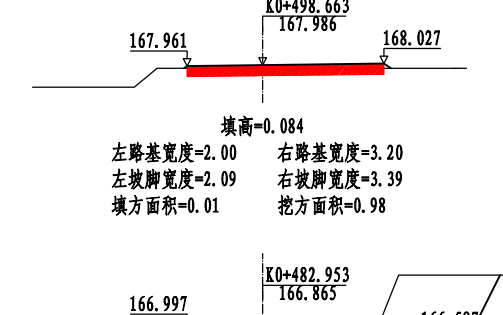 K0+498.663
167.986
167.961
168.027
填高=0.084
左路基宽度=2.00 右路基宽度=3.20
左坡脚宽度=2.09 右坡脚宽度=3.39
填方面积=0.01 挖方面积=0.98
K0+482.953
166.865
166.997